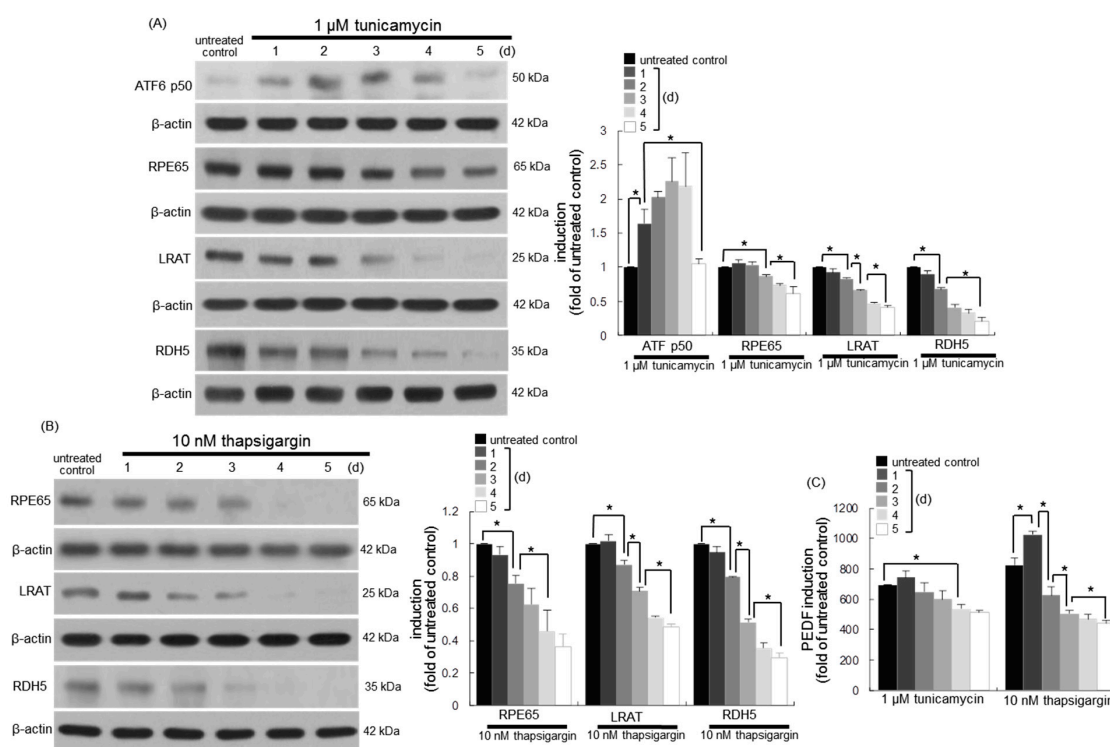 (A)
1 µM tunicamycin
untreated
control
1 2 3 4 5 (d)
ATF6 p50
50 kDa
β-actin
42 kDa
RPE65
65 kDa
β-actin
42 kDa
LRAT
25 kDa
β-actin
42 kDa
RDH5
35 kDa
β-actin
42 kDa
untreated control
1
2
3
4
5
(d)
induction
(fold of untreated control)
3
2.5
2
1.5
1
0.5
0
* * * * * * * * *
ATF p50 RPE65 LRAT RDH5
1 µM tunicamycin 1 µM tunicamycin 1 µM tunicamycin 1 µM tunicamycin
(B)
10 nM thapsigargin
untreated
control
1 2 3 4 5 (d)
RPE65
65 kDa
β-actin
42 kDa
LRAT
25 kDa
β-actin
42 kDa
RDH5
35 kDa
β-actin
42 kDa
untreated control
1
2
3
4
5
(d)
induction
(fold of untreated control)
1.2
1
0.8
0.6
0.4
0.2
0
* * * * * * * *
RPE65 LRAT RDH5
10 nM thapsigargin 10 nM thapsigargin 10 nM thapsigargin
(C)
untreated control
1
2
3
4
5
(d)
PEDF induction
(fold of untreated control)
1200
1000
800
600
400
200
0
* * * * *
1 µM tunicamycin 10 nM thapsigargin